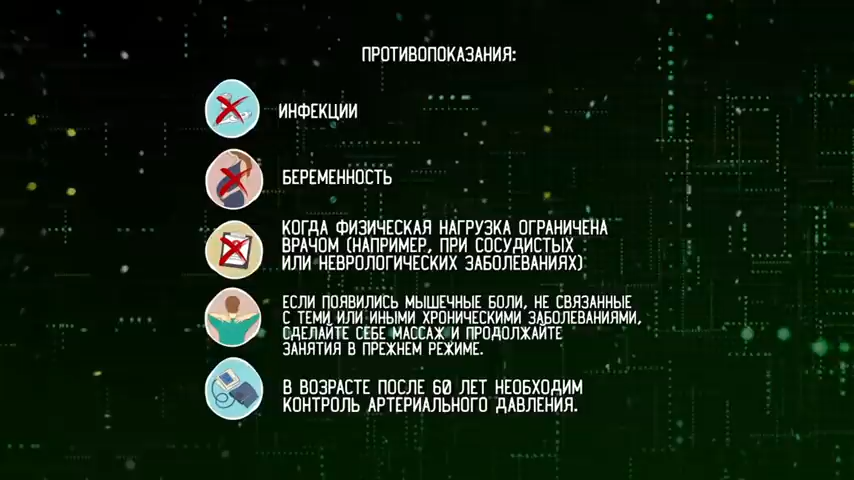 ПРОТИВОПОКАЗАНИЯ:
ИНФЕКЦИИ
БЕРЕМЕННОСТЬ
КОГДА ФИЗИЧЕСКАЯ НАГРУЗКА ОГРАНИЧЕНА
ВРАЧОМ (НАПРИМЕР, ПРИ СОСУДИСТЫХ
ИЛИ НЕВРОЛОГИЧЕСКИХ ЗАБОЛЕВАНИЯХ)
ЕСЛИ ПОЯВИЛИСЬ МЫШЕЧНЫЕ БОЛИ, НЕ СВЯЗАННЫЕ
С ТЕМИ ИЛИ ИНЫМИ ХРОНИЧЕСКИМИ ЗАБОЛЕВАНИЯМИ,
СДЕЛАЙТЕ СЕБЕ МАССАЖ И ПРОДОЛЖАЙТЕ
ЗАНЯТИЯ В ПРЕЖНЕМ РЕЖИМЕ.
В ВОЗРАСТЕ ПОСЛЕ 60 ЛЕТ НЕОБХОДИМ
КОНТРОЛЬ АРТЕРИАЛЬНОГО ДАВЛЕНИЯ.